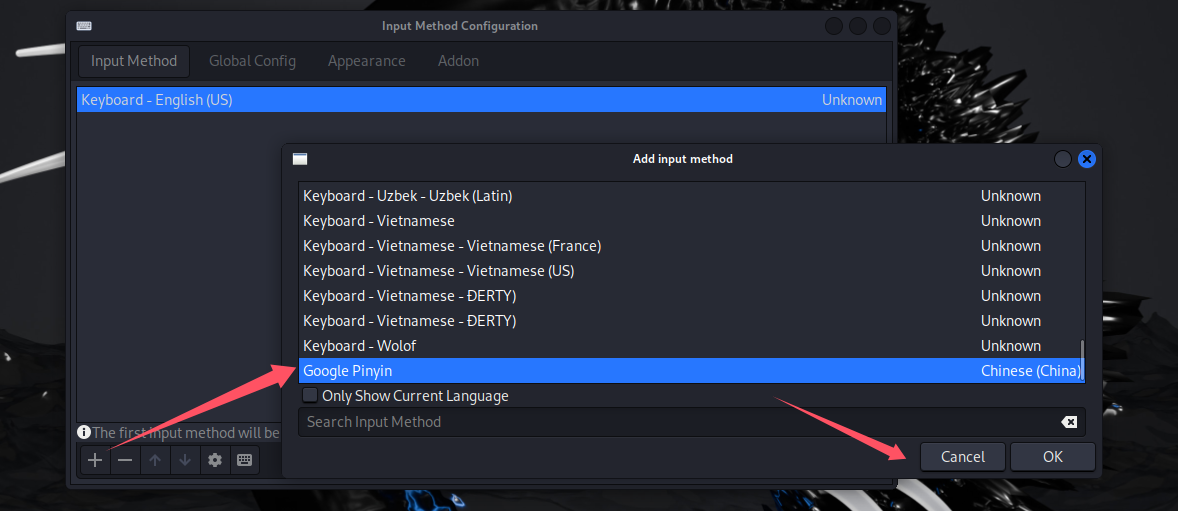 Input Method Configuration
Input Method Global Config Appearance Addon
Keyboard - English (US) Unknown
Add input method
Keyboard - Uzbek - Uzbek (Latin) Unknown
Keyboard - Vietnamese Unknown
Keyboard - Vietnamese - Vietnamese (France) Unknown
Keyboard - Vietnamese - Vietnamese (US) Unknown
Keyboard - Vietnamese - ĐERTY) Unknown
Keyboard - Vietnamese - ĐERTY) Unknown
Keyboard - Wolof Unknown
Google Pinyin Chinese (China)
Only Show Current Language
Search Input Method
The first input method will be
Cancel OK